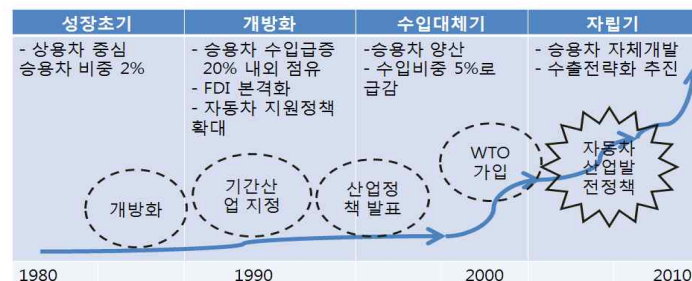 성장초기
개방화
수입대체기
자립기
- 상용차 중심
승용차 비중 2%
- 승용차 수입급증
20% 내외 점유
- FDI 본격화
- 자동차 지원정책
확대
-승용차 양산
- 수입비중 5%로
급감
- 승용차 자체개발
- 수출전략화 추진
개방화
기간산
업 지정
산업정
책 발표
WTO
가입
자동차
산업발
전정책
1980
1990
2000
2010